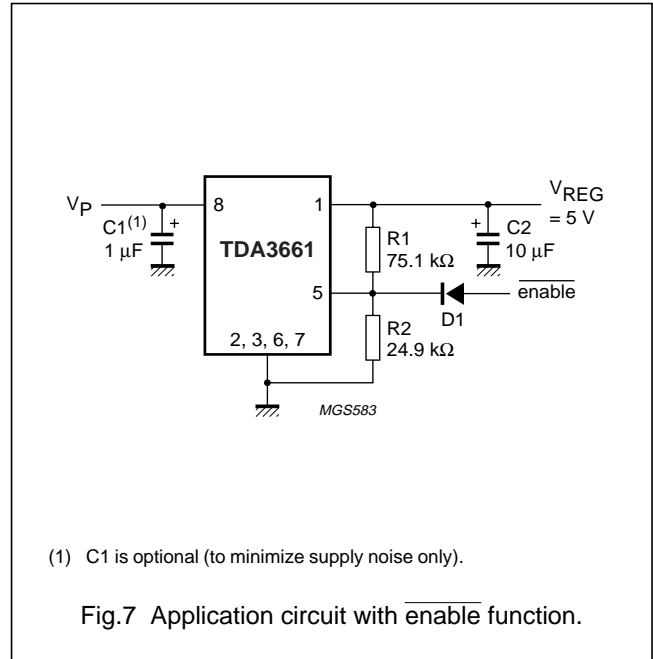 V_P
C1(1)
+
1 μF
8
1
TDA3661
5
2, 3, 6, 7
R1
75.1 kΩ
R2
24.9 kΩ
+
C2
10 μF
V_REG
= 5 V
enable
D1
MGS583
(1) C1 is optional (to minimize supply noise only).
Fig.7 Application circuit with enable function.